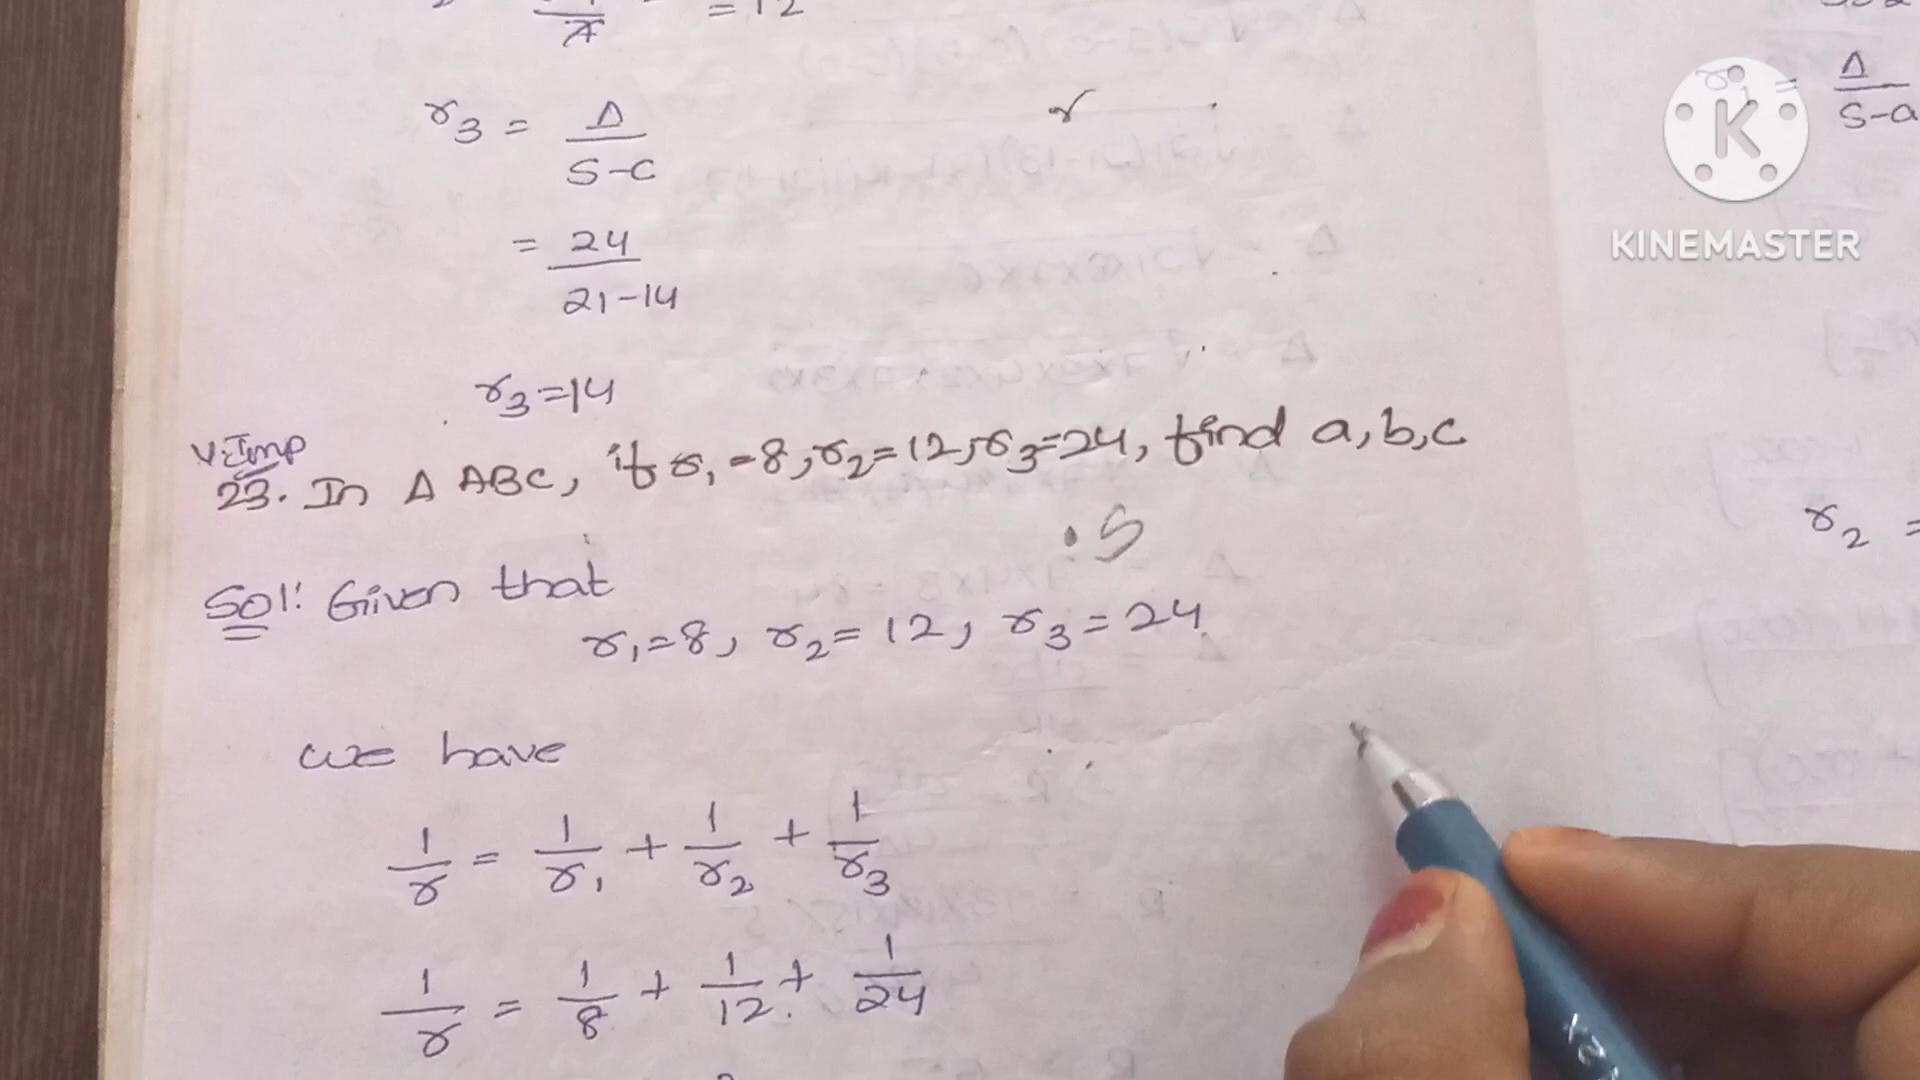 = 12
r₃ = Δ / S-C
= 24 / 21-14
r₃=14
V.Imp
23. In Δ ABC, if r₁=8, r₂=12, r₃=24, find a,b,c
Sol: Given that
r₁=8, r₂=12, r₃=24
we have
1/r = 1/r₁ + 1/r₂ + 1/r₃
1/r = 1/8 + 1/12 + 1/24
r₁ = Δ / S-a
r₂ =
K
KINEMASTER